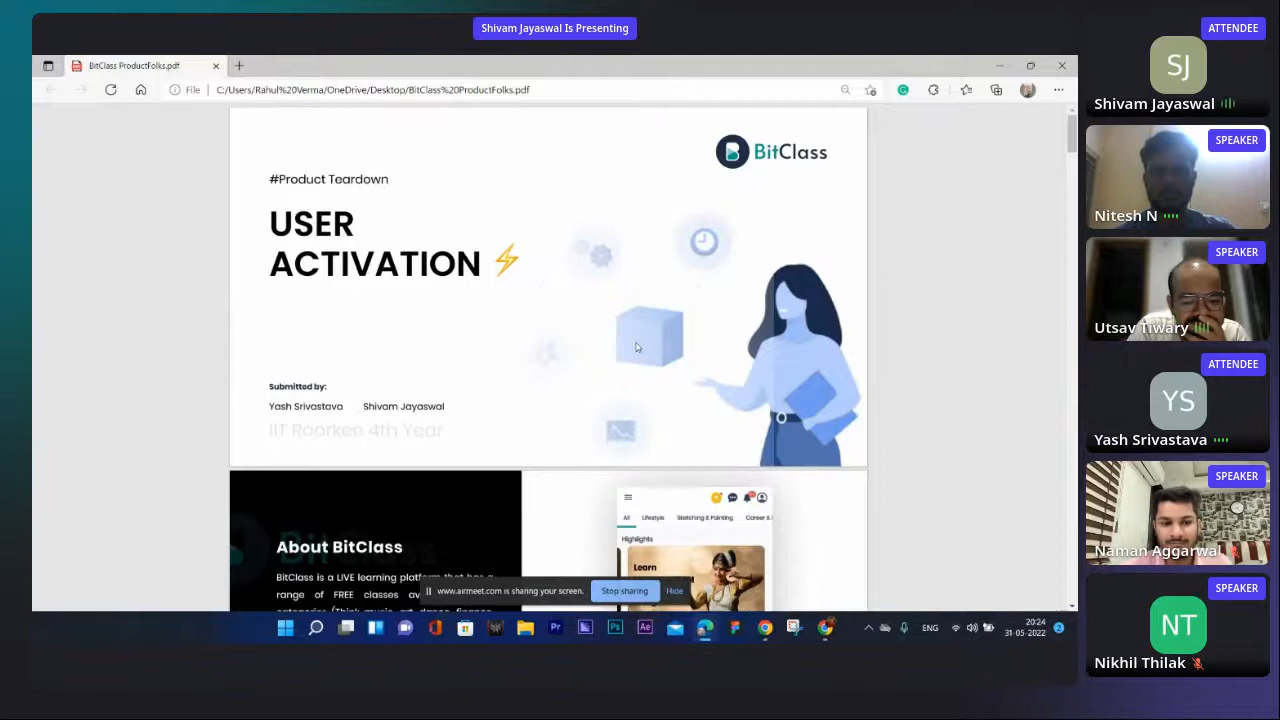 Shivam Jayaswal Is Presenting
BitClass ProductFolks.pdf
File
C:/Users/Rahul%20Verma/OneDrive/Desktop/BitClass%20ProductFolks.pdf
BitClass
#Product Teardown
USER
ACTIVATION
Submitted by:
Yash Srivastava Shivam Jayaswal
IIT Roorkee 4th Year
About BitClass
BitClass is a LIVE learning platform that has a
range of FREE classes
All Lifestyle Sketching & Painting Career &
Highlights
Learn
www.airmeet.com is sharing your screen. Stop sharing Hide
ENG
20:24
31-05-2022
2
ATTENDEE
SJ
Shivam Jayaswal
SPEAKER
Nitesh N
SPEAKER
Utsav Tiwary
ATTENDEE
YS
Yash Srivastava
SPEAKER
Naman Aggarwal
SPEAKER
NT
Nikhil Thilak